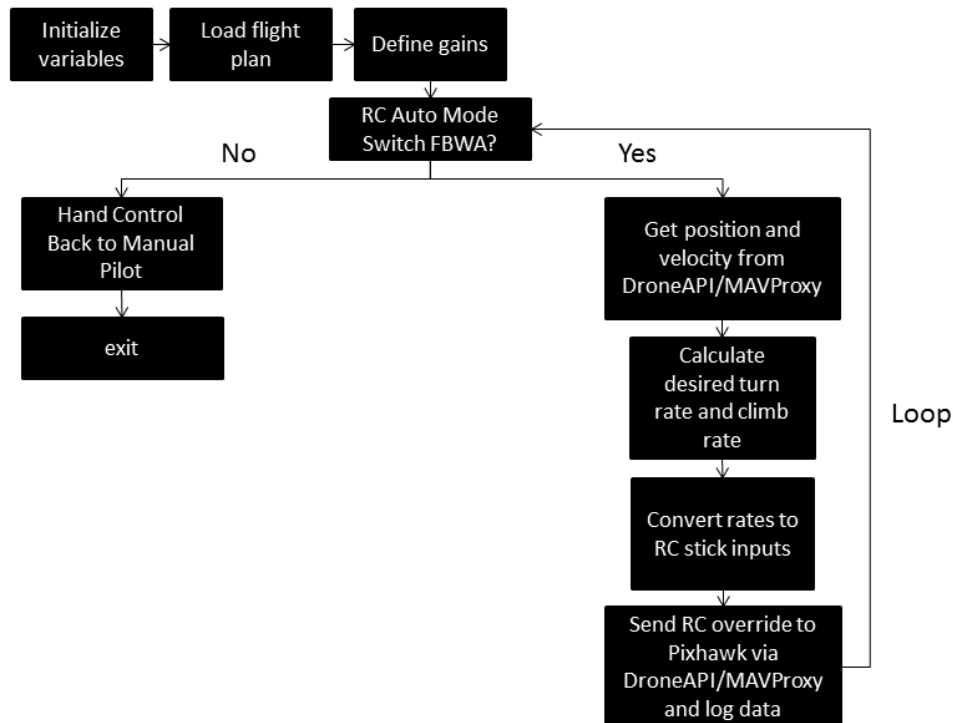 Initialize
variables
Load flight
plan
Define gains
RC Auto Mode
Switch FBWA?
No
Yes
Hand Control
Back to Manual
Pilot
exit
Get position and
velocity from
DroneAPI/MAVProxy
Calculate
desired turn
rate and climb
rate
Loop
Convert rates to
RC stick inputs
Send RC override to
Pixhawk via
DroneAPI/MAVProxy
and log data